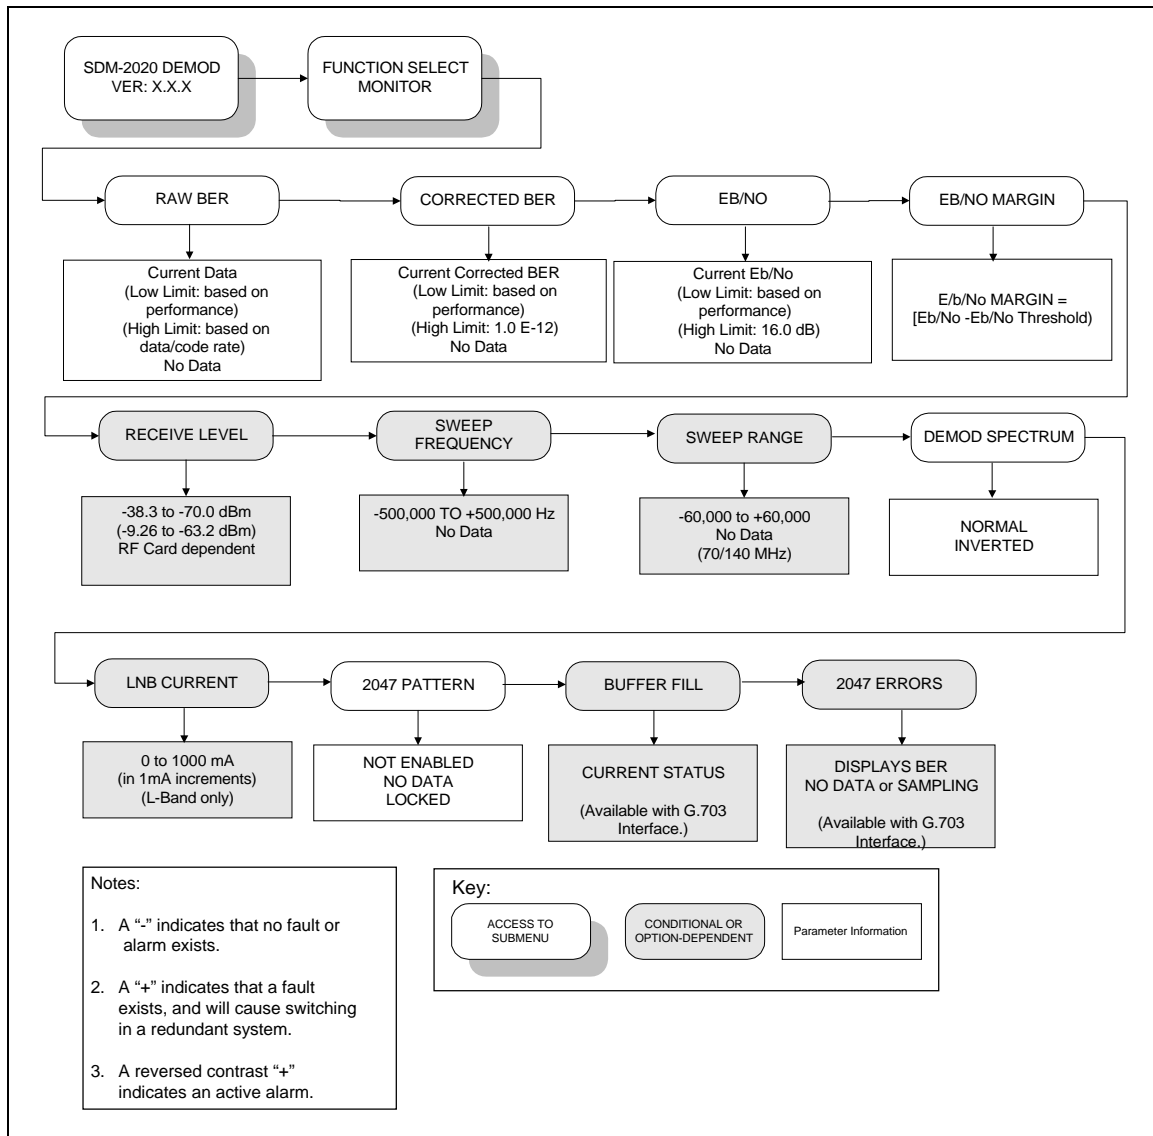 SDM-2020 DEMOD
VER: X.X.X
FUNCTION SELECT
MONITOR
RAW BER
CORRECTED BER
EB/NO
EB/NO MARGIN
Current Data
(Low Limit: based on
performance)
(High Limit: based on
data/code rate)
No Data
Current Corrected BER
(Low Limit: based on
performance)
(High Limit: 1.0 E-12)
No Data
Current Eb/No
(Low Limit: based on
performance)
(High Limit: 16.0 dB)
No Data
E/b/No MARGIN =
[Eb/No -Eb/No Threshold)
RECEIVE LEVEL
SWEEP
FREQUENCY
SWEEP RANGE
DEMOD SPECTRUM
-38.3 to -70.0 dBm
(-9.26 to -63.2 dBm)
RF Card dependent
-500,000 TO +500,000 Hz
No Data
-60,000 to +60,000
No Data
(70/140 MHz)
NORMAL
INVERTED
LNB CURRENT
2047 PATTERN
BUFFER FILL
2047 ERRORS
0 to 1000 mA
(in 1mA increments)
(L-Band only)
NOT ENABLED
NO DATA
LOCKED
CURRENT STATUS
(Available with G.703
Interface.)
DISPLAYS BER
NO DATA or SAMPLING
(Available with G.703
Interface.)
Notes:
1. A “-” indicates that no fault or
alarm exists.
2. A “+” indicates that a fault
exists, and will cause switching
in a redundant system.
3. A reversed contrast “+”
indicates an active alarm.
Key:
ACCESS TO
SUBMENU
CONDITIONAL OR
OPTION-DEPENDENT
Parameter Information